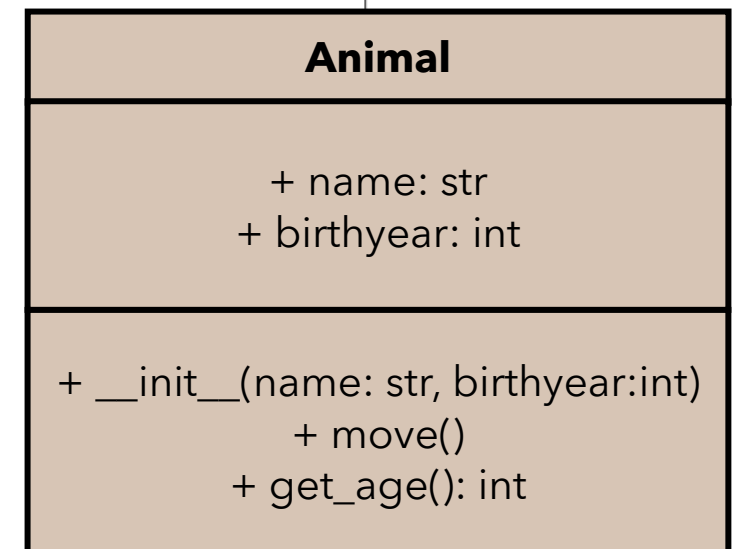 Animal
+ name: str
+ birthyear: int
+ __init__(name: str, birthyear:int)
+ move()
+ get_age(): int